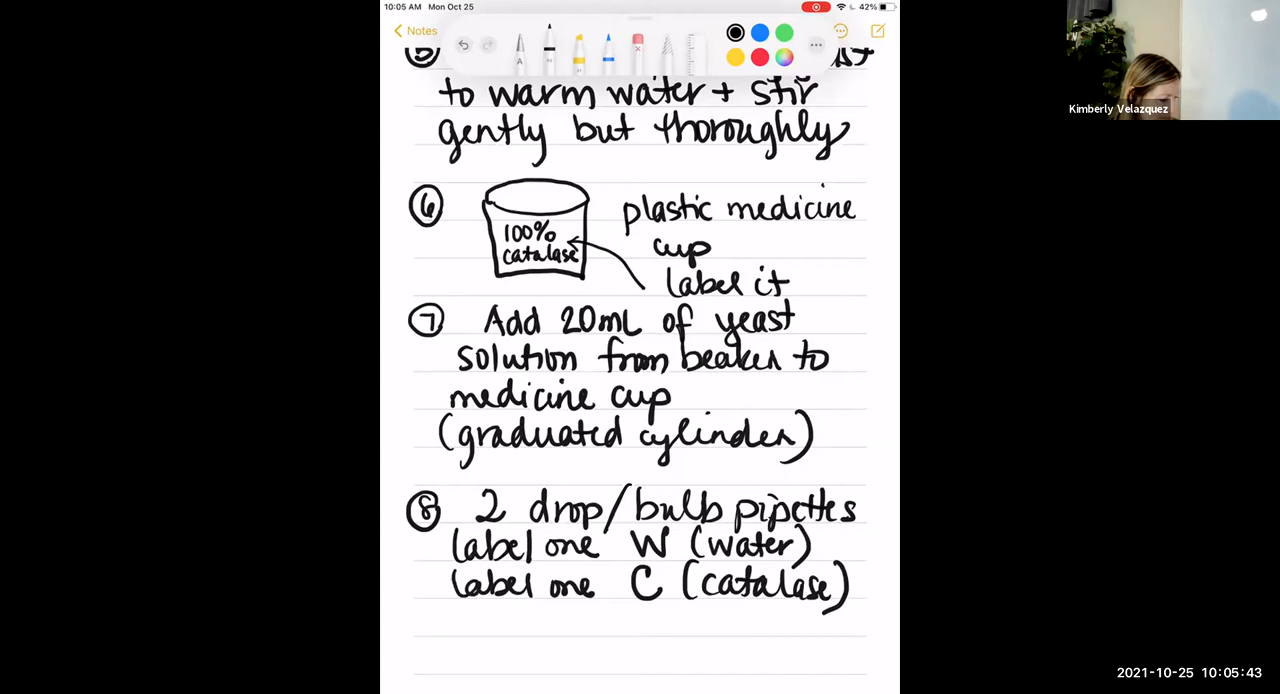 10:05 AM Mon Oct 25
42%
Notes
A
5
to warm water + stir
gently but thoroughly
6
100%
catalase
plastic medicine
cup
label it
7 Add 20mL of yeast
solution from beaker to
medicine cup
(graduated cylinder)
8 2 drop/bulb pipettes
label one W (water)
label one C (catalase)
Kimberly Velazquez
2021-10-25 10:05:43